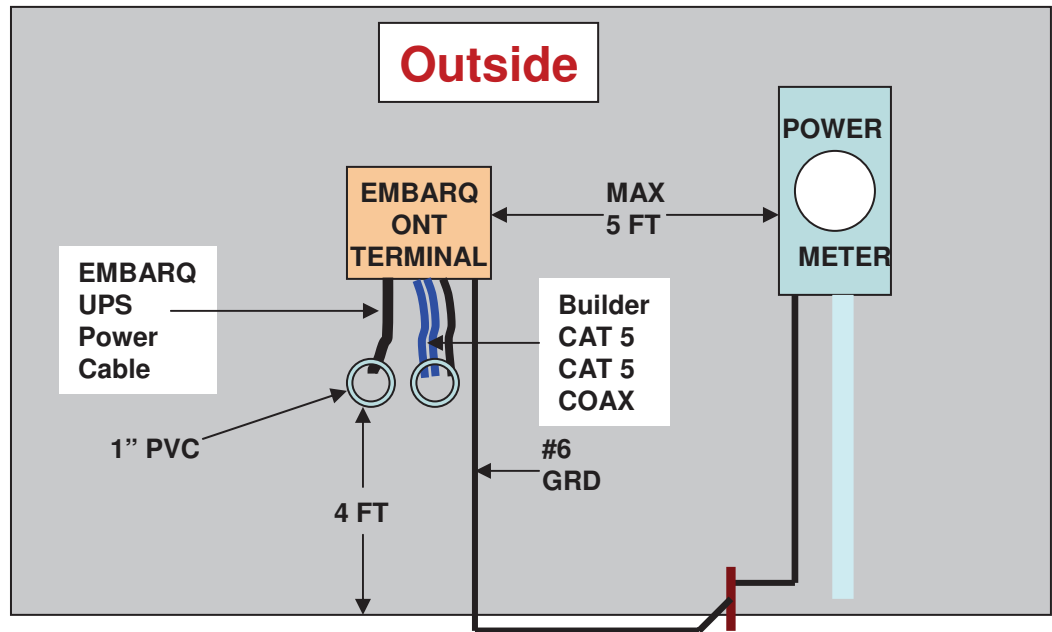 Outside
POWER
METER
EMBARQ
ONT
TERMINAL
MAX
5 FT
EMBARQ
UPS
Power
Cable
Builder
CAT 5
CAT 5
COAX
1” PVC
#6
GRD
4 FT